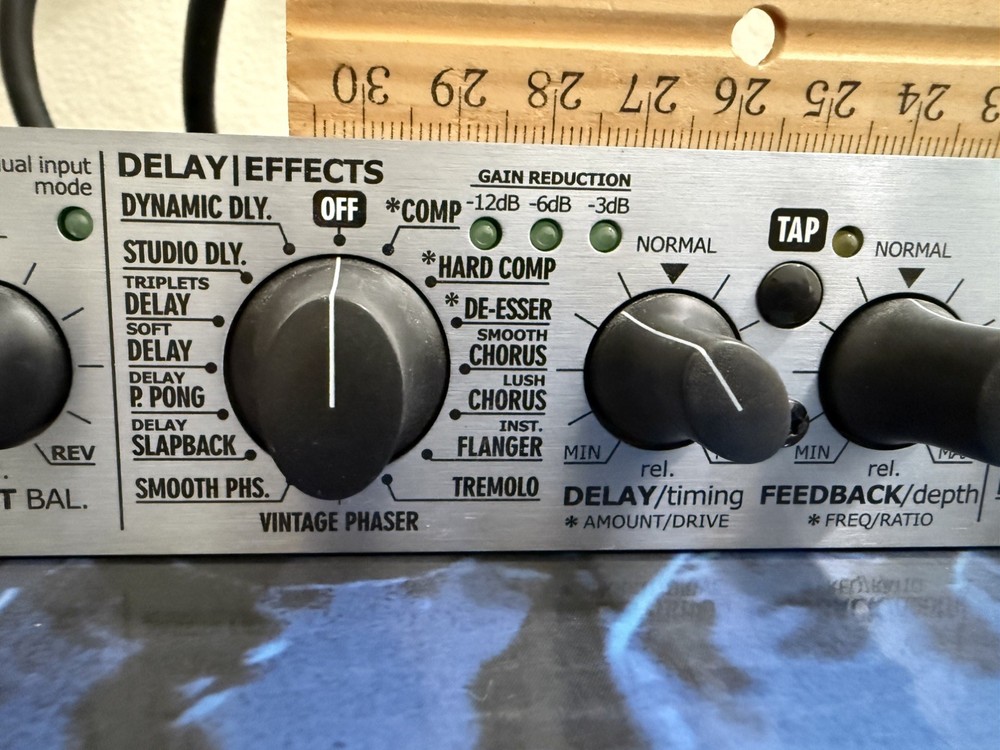 30 29 28 27 26 25 24
ual input
mode
DELAY|EFFECTS
DYNAMIC DLY.
OFF
*COMP
GAIN REDUCTION
-12dB -6dB -3dB
STUDIO DLY.
TRIPLETS
DELAY
SOFT
DELAY
DELAY
P. PONG
DELAY
SLAPBACK
SMOOTH PHS.
VINTAGE PHASER
*HARD COMP
*DE-ESSER
SMOOTH
CHORUS
LUSH
CHORUS
INST.
FLANGER
TREMOLO
NORMAL
MIN
rel.
DELAY/timing
*AMOUNT/DRIVE
TAP
NORMAL
MIN
rel.
FEEDBACK/depth
*FREQ/RATIO
REV
T BAL.